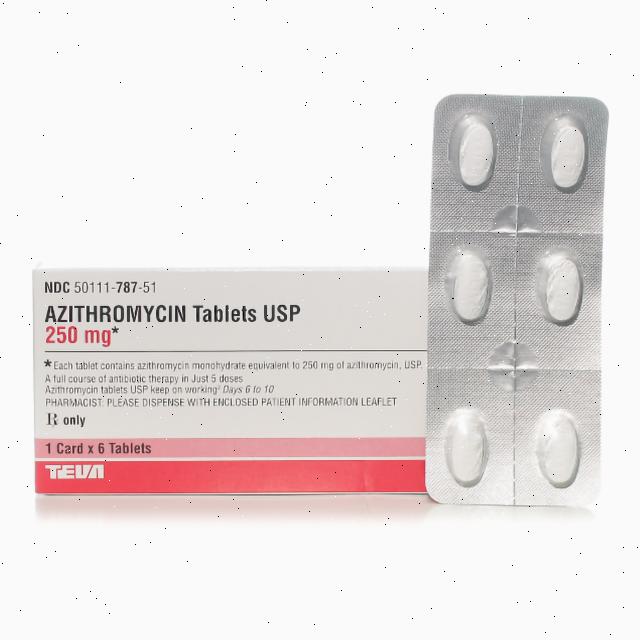 NDC 50111-787-51
AZITHROMYCIN Tablets USP
250 mg*
*Each tablet contains azithromycin monohydrate equivalent to 250 mg of azithromycin, USP.
A full course of antibiotic therapy in Just 5 doses
Azithromycin tablets USP keep on working² Days 6 to 10
PHARMACIST: PLEASE DISPENSE WITH ENCLOSED PATIENT INFORMATION LEAFLET
℞ only
1 Card x 6 Tablets
TEVA